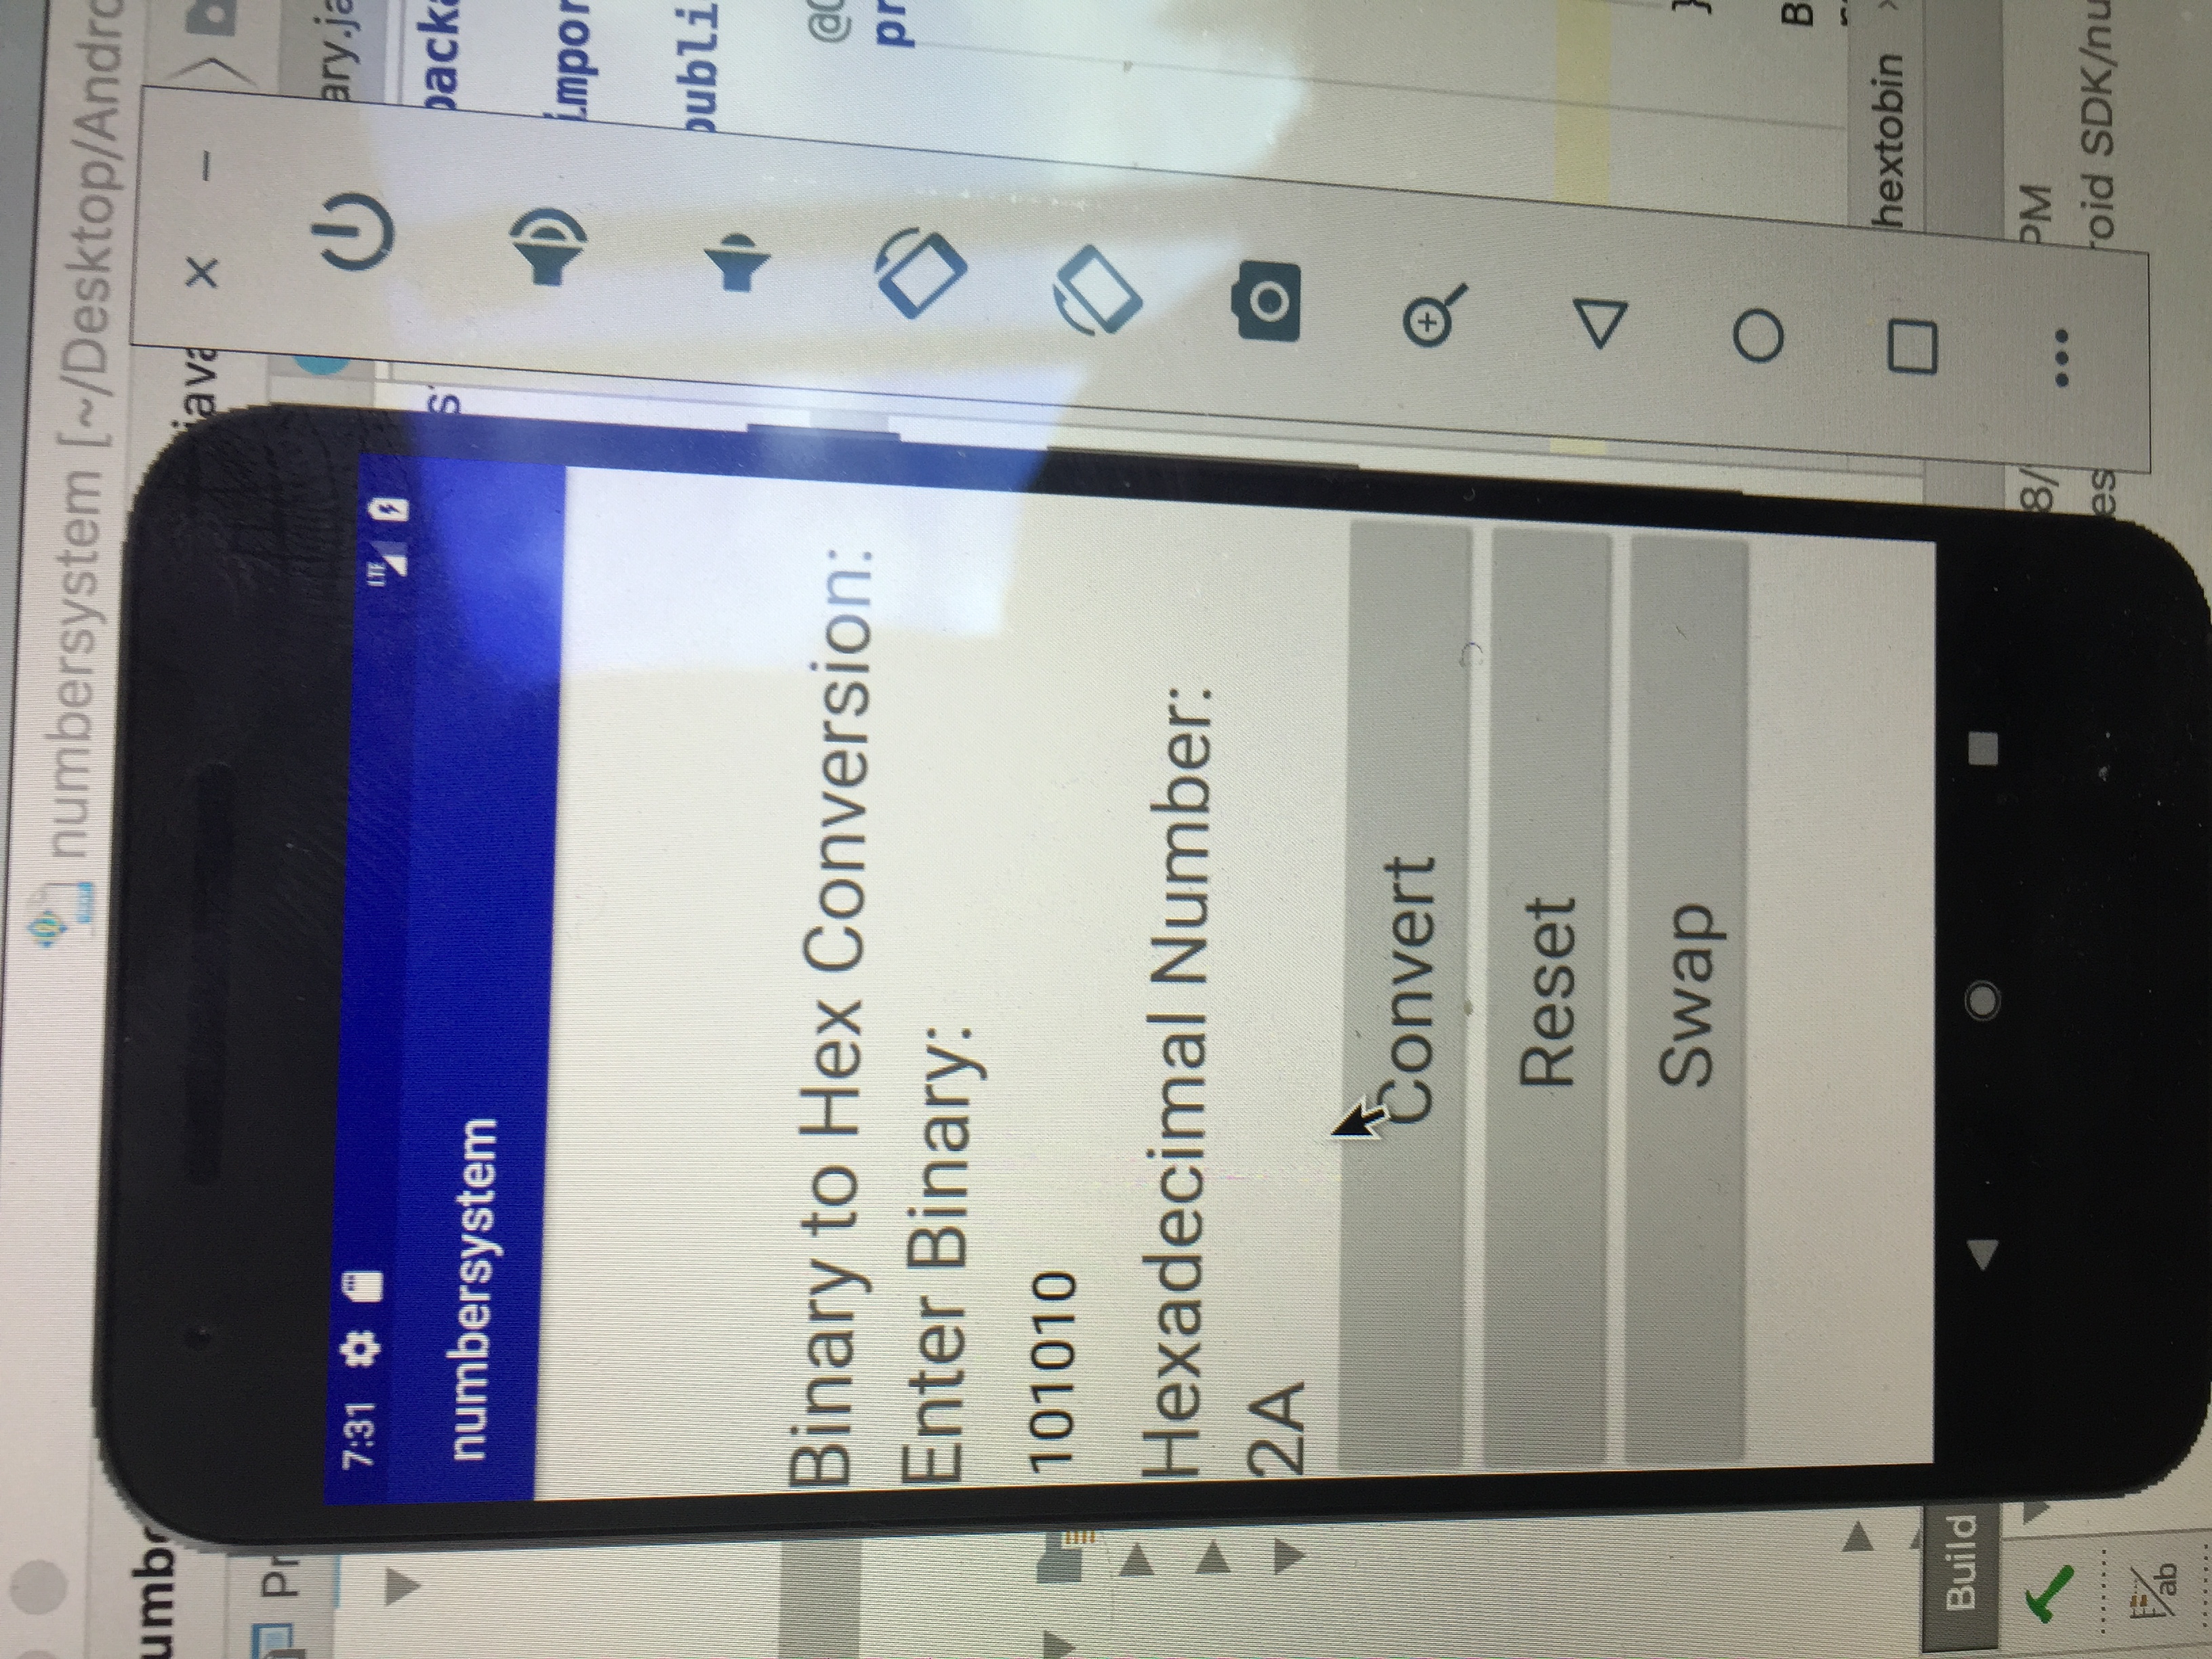 numbersystem [~/Desktop/Andro
umb
java
Pr
ary.ja
7:31
LTE
numbersystem
packa
impor
publi
Binary to Hex Conversion:
@O
pr
Enter Binary:
101010
Hexadecimal Number:
2A
Convert
Reset
Swap
}
B
hextobin
Build
8/
PM
es
roid SDK/nu
ab